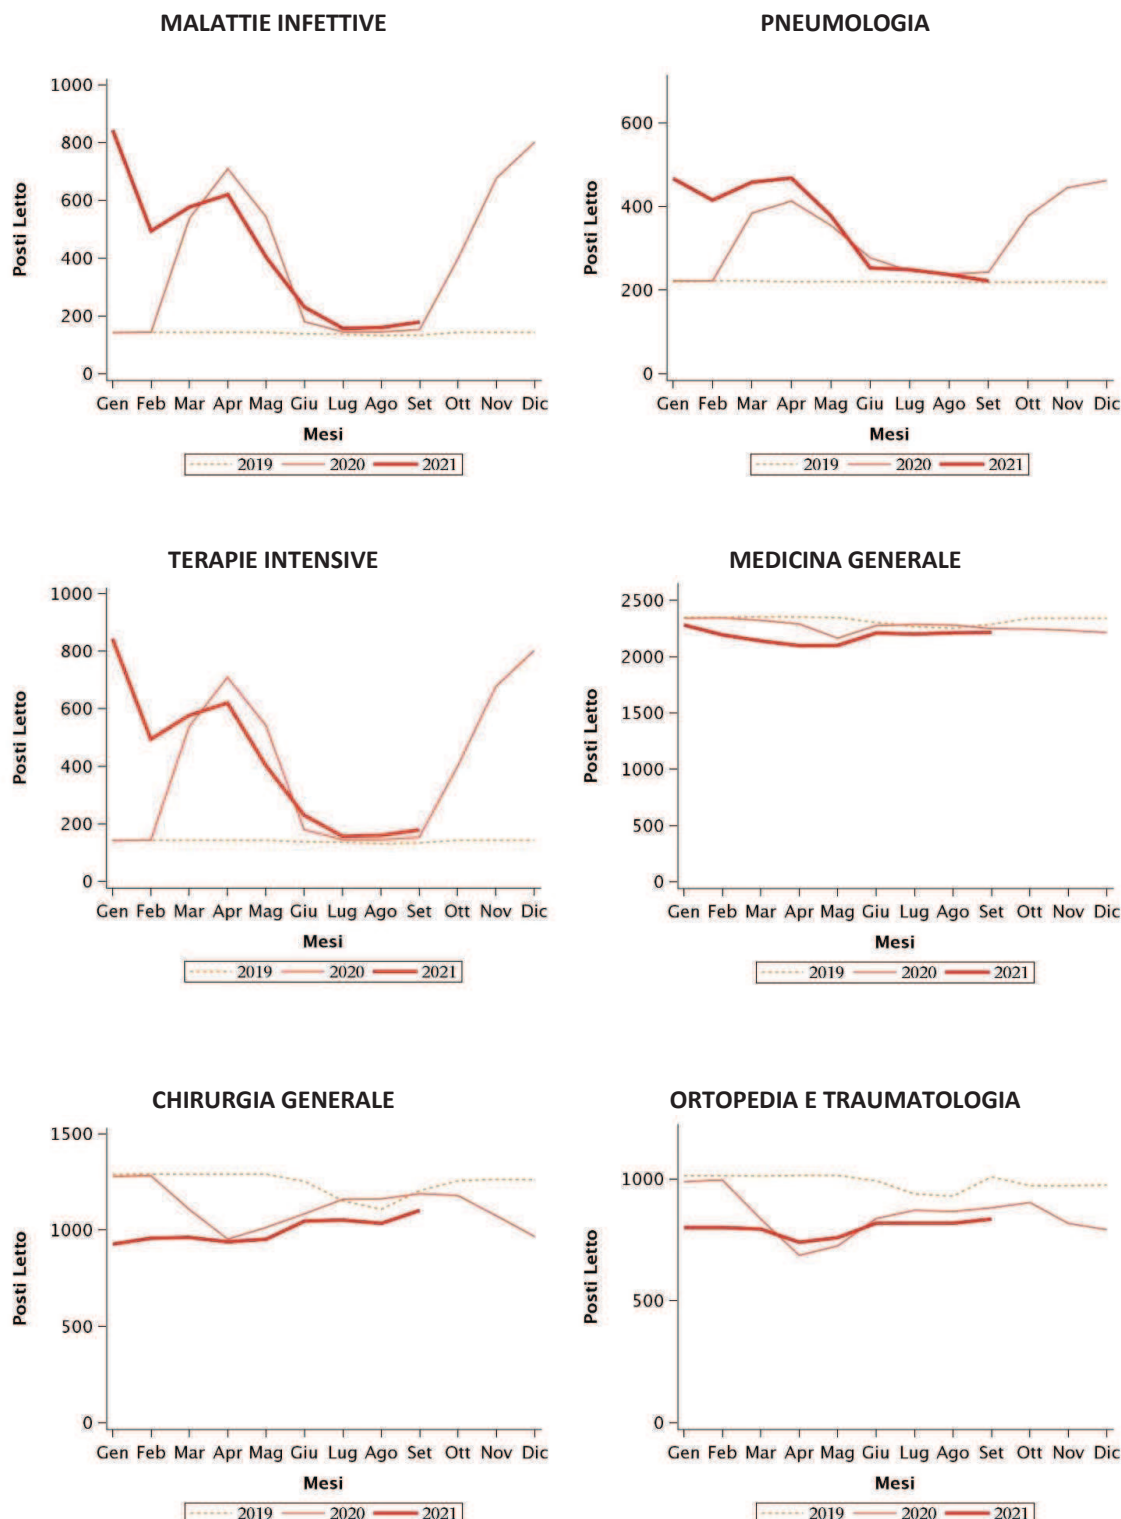 MALATTIE INFETTIVE
1000
800
600
400
200
0
Posti Letto
Gen Feb Mar Apr Mag Giu Lug Ago Set Ott Nov Dic
Mesi
2019 2020 2021
PNEUMOLOGIA
600
400
200
0
Posti Letto
Gen Feb Mar Apr Mag Giu Lug Ago Set Ott Nov Dic
Mesi
2019 2020 2021
TERAPIE INTENSIVE
1000
800
600
400
200
0
Posti Letto
Gen Feb Mar Apr Mag Giu Lug Ago Set Ott Nov Dic
Mesi
2019 2020 2021
MEDICINA GENERALE
2500
2000
1500
1000
500
0
Posti Letto
Gen Feb Mar Apr Mag Giu Lug Ago Set Ott Nov Dic
Mesi
2019 2020 2021
CHIRURGIA GENERALE
1500
1000
500
0
Posti Letto
Gen Feb Mar Apr Mag Giu Lug Ago Set Ott Nov Dic
Mesi
2019 2020 2021
ORTOPEDIA E TRAUMATOLOGIA
1000
500
0
Posti Letto
Gen Feb Mar Apr Mag Giu Lug Ago Set Ott Nov Dic
Mesi
2019 2020 2021